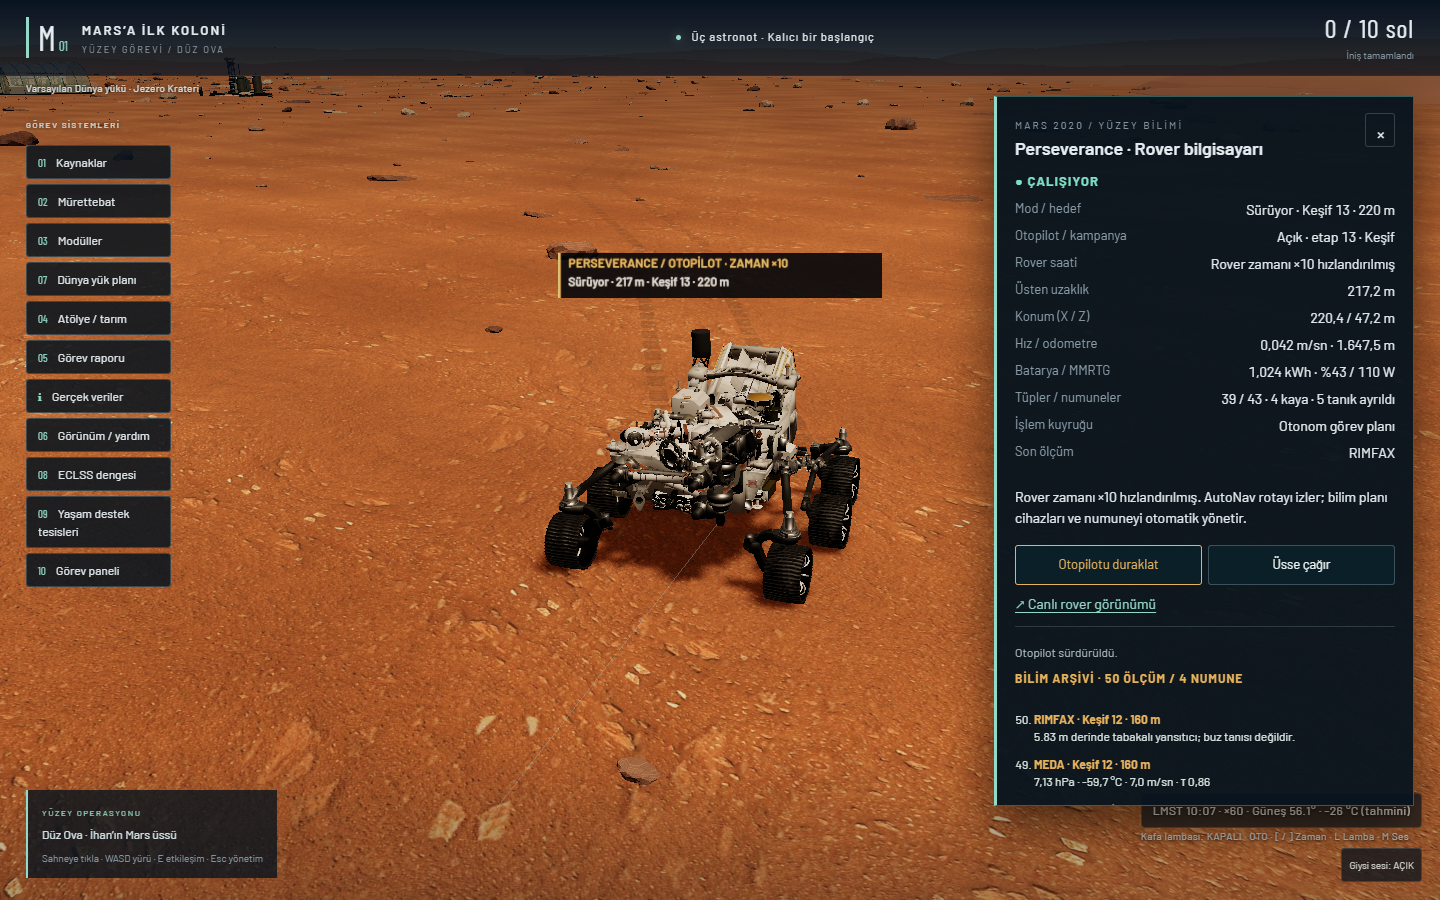 M 01
MARS'A İLK KOLONİ
YÜZEY GÖREVİ / DÜZ OVA
Üç astronot · Kalıcı bir başlangıç
0 / 10 sol
İniş tamamlandı
Varsayılan Dünya yükü · Jezero Krateri
GÖREV SİSTEMLERİ
01 Kaynaklar
02 Mürettebat
03 Modüller
07 Dünya yük planı
04 Atölye / tarım
05 Görev raporu
i Gerçek veriler
06 Görünüm / yardım
08 ECLSS dengesi
09 Yaşam destek
tesisleri
10 Görev paneli
PERSEVERANCE / OTOPİLOT · ZAMAN ×10
Sürüyor · 217 m · Keşif 13 · 220 m
MARS 2020 / YÜZEY BİLİMİ
×
Perseverance · Rover bilgisayarı
● ÇALIŞIYOR
Mod / hedef Sürüyor · Keşif 13 · 220 m
Otopilot / kampanya Açık · etap 13 · Keşif
Rover saati Rover zamanı ×10 hızlandırılmış
Üsten uzaklık 217,2 m
Konum (X / Z) 220,4 / 47,2 m
Hız / odometre 0,042 m/sn · 1.647,5 m
Batarya / MMRTG 1,024 kWh · %43 / 110 W
Tüpler / numuneler 39 / 43 · 4 kaya · 5 tanık ayrıldı
İşlem kuyruğu Otonom görev planı
Son ölçüm RIMFAX
Rover zamanı ×10 hızlandırılmış. AutoNav rotayı izler; bilim planı
cihazları ve numuneyi otomatik yönetir.
Otopilotu duraklat
Üsse çağır
↗ Canlı rover görünümü
Otopilot sürdürüldü.
BİLİM ARŞİVİ · 50 ÖLÇÜM / 4 NUMUNE
50. RIMFAX · Keşif 12 · 160 m
5.83 m derinde tabakalı yansıtıcı; buz tanısı değildir.
49. MEDA · Keşif 12 · 160 m
7,13 hPa · -59,7 °C · 7,0 m/sn · τ 0,86
LMST 10:07 · ×60 · Güneş 56.1° · -26 °C (tahmini)
Kafa lambası: KAPALI, OTO · [ / ] Zaman · L Lamba · M Ses
Giysi sesi: AÇIK
YÜZEY OPERASYONU
Düz Ova · İhan'ın Mars üssü
Sahneye tıkla · WASD yürü · E etkileşim · Esc yönetim